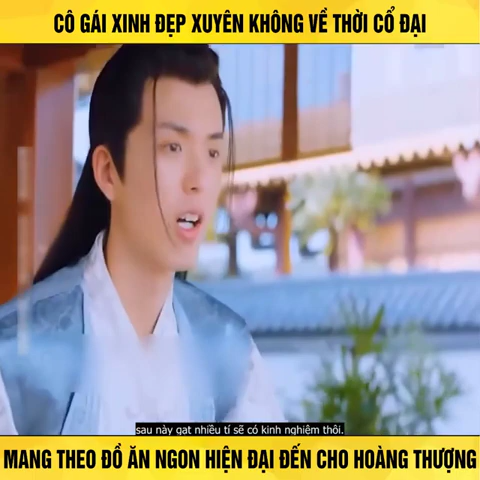 CÔ GÁI XINH ĐẸP XUYÊN KHÔNG VỀ THỜI CỔ ĐẠI
sau này gạt nhiều tí sẽ có kinh nghiệm thôi.
MANG THEO ĐỒ ĂN NGON HIỆN ĐẠI ĐẾN CHO HOÀNG THƯỢNG